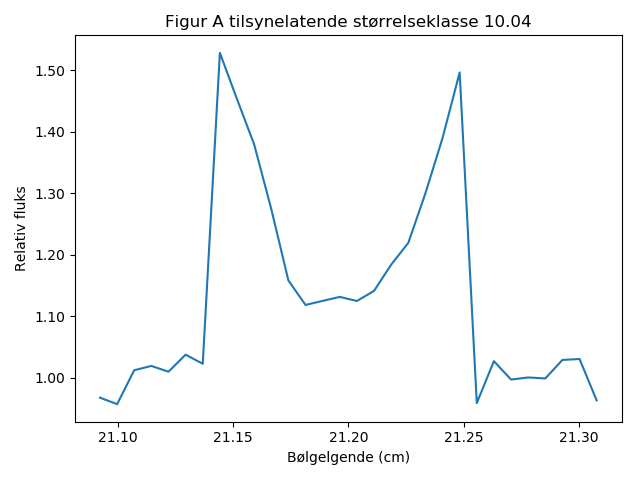 Figur A tilsynelatende størrelseklasse 10.04
Relativ fluks
1.50
1.40
1.30
1.20
1.10
1.00
21.10 21.15 21.20 21.25 21.30
Bølgelgende (cm)